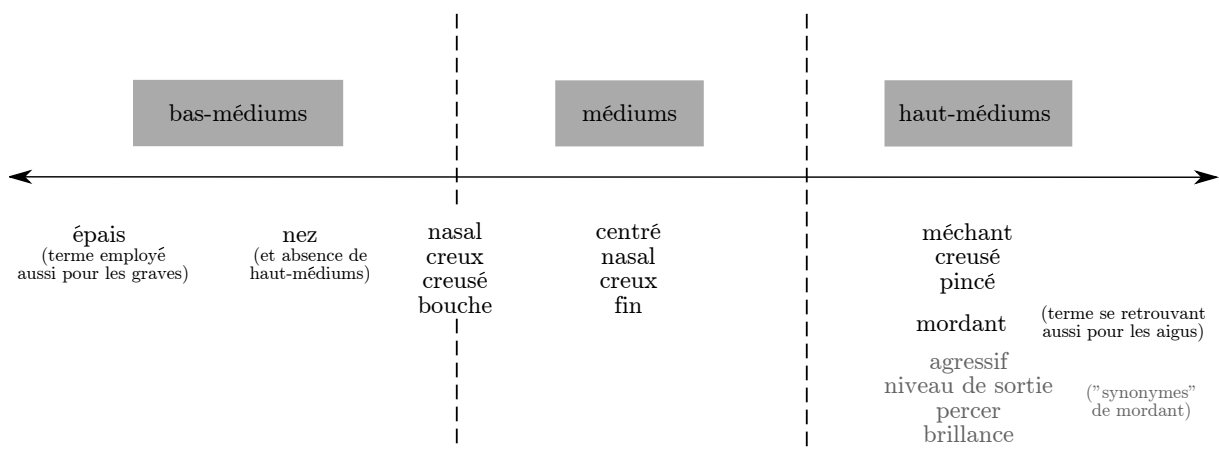 bas-médiums
médiums
haut-médiums
épais
(terme employé
aussi pour les graves)
nez
(et absence de
haut-médiums)
nasal
creux
creusé
bouche
centré
nasal
creux
fin
méchant
creusé
pincé
mordant
(terme se retrouvant
aussi pour les aigus)
agressif
niveau de sortie
percer
brillance
("synonymes"
de mordant)